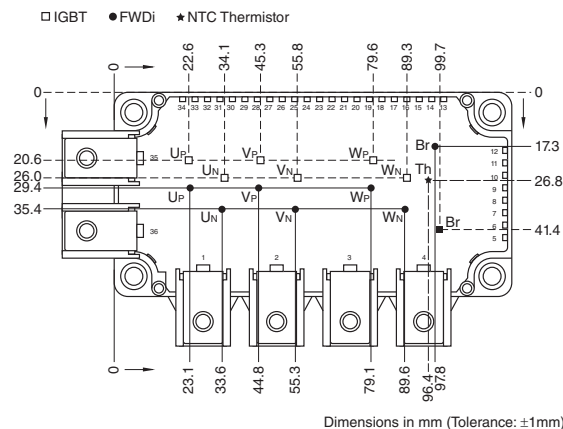 IGBT FWDi NTC Thermistor
22.6 34.1 45.3 55.8 79.6 89.3 99.7
0 0 0
34 33 32 31 30 29 28 27 26 25 24 23 22 21 20 19 18 17 16 15 14 13
20.6 35 UP VP WP Br 12 17.3
11
26.0 UN VN WN Th 10 26.8
29.4 9
UP VP WP 8
35.4 UN VN WN 7
36 Br 6 41.4
5
1 2 3 4
0
23.1 33.6 44.8 55.3 79.1 89.6 96.4 97.8
Dimensions in mm (Tolerance: ±1mm)